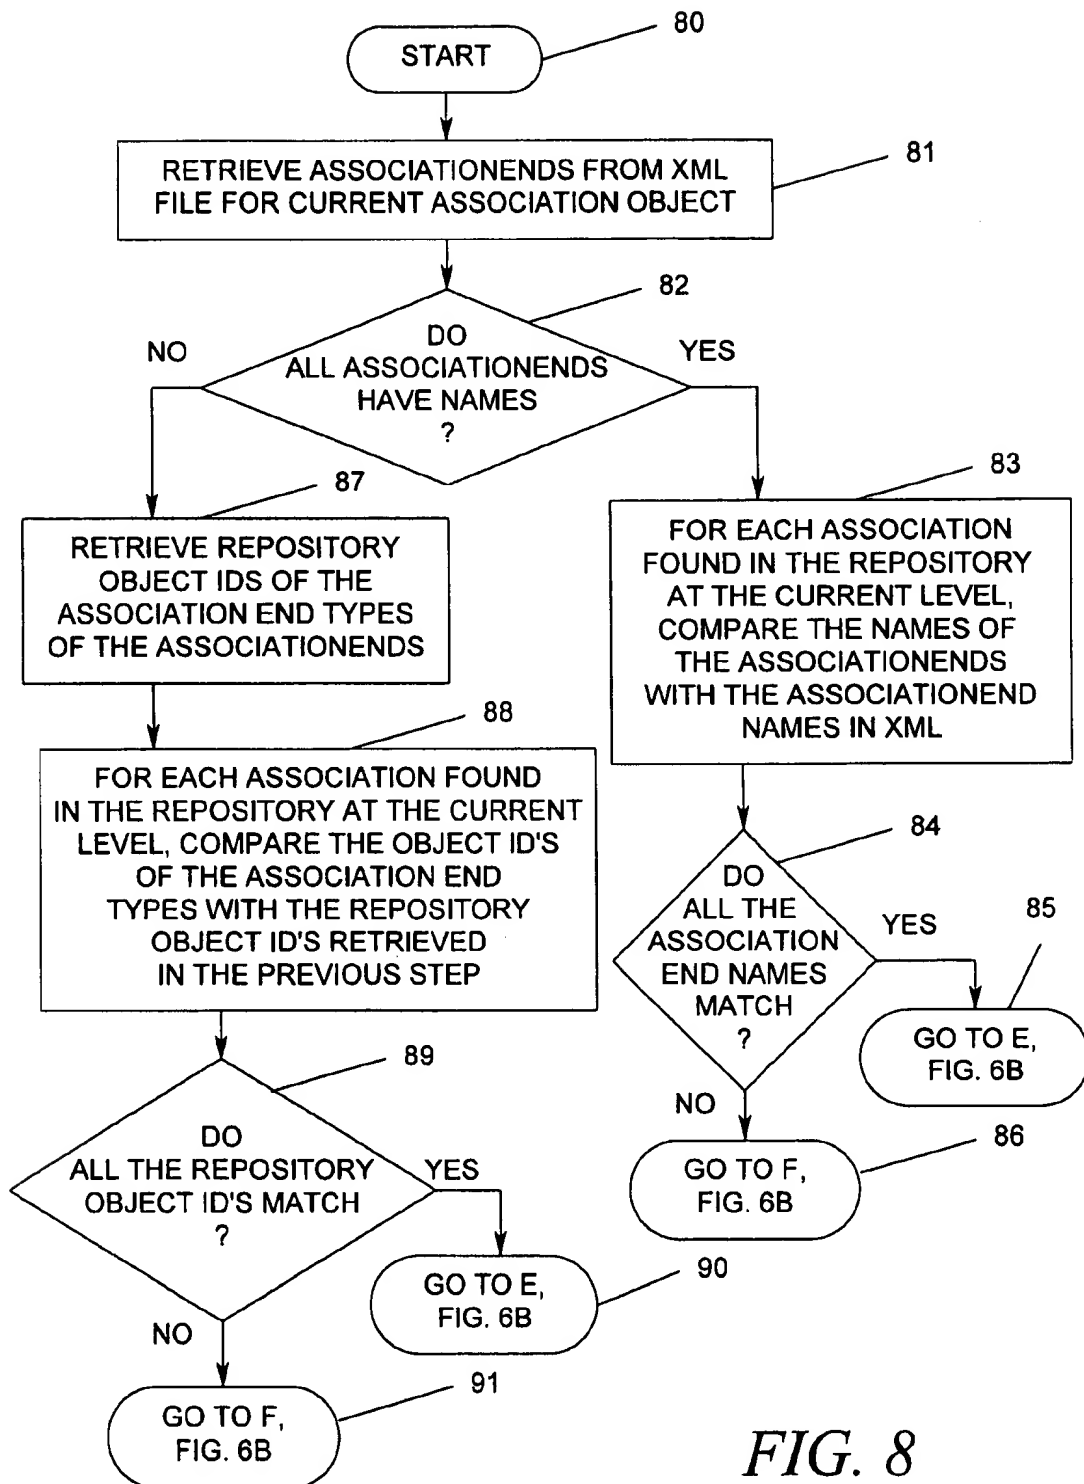 80
START
81
RETRIEVE ASSOCIATIONENDS FROM XML
FILE FOR CURRENT ASSOCIATION OBJECT
82
DO
ALL ASSOCIATIONENDS
HAVE NAMES
?
NO
YES
87
RETRIEVE REPOSITORY
OBJECT IDS OF THE
ASSOCIATION END TYPES
OF THE ASSOCIATIONENDS
83
FOR EACH ASSOCIATION
FOUND IN THE REPOSITORY
AT THE CURRENT LEVEL,
COMPARE THE NAMES OF
THE ASSOCIATIONENDS
WITH THE ASSOCIATIONEND
NAMES IN XML
88
FOR EACH ASSOCIATION FOUND
IN THE REPOSITORY AT THE CURRENT
LEVEL, COMPARE THE OBJECT ID'S
OF THE ASSOCIATION END
TYPES WITH THE REPOSITORY
OBJECT ID'S RETRIEVED
IN THE PREVIOUS STEP
84
DO
ALL THE
ASSOCIATION
END NAMES
MATCH
?
YES
85
GO TO E,
FIG. 6B
NO
86
GO TO F,
FIG. 6B
89
DO
ALL THE REPOSITORY
OBJECT ID'S MATCH
?
YES
90
GO TO E,
FIG. 6B
NO
91
GO TO F,
FIG. 6B
FIG. 8